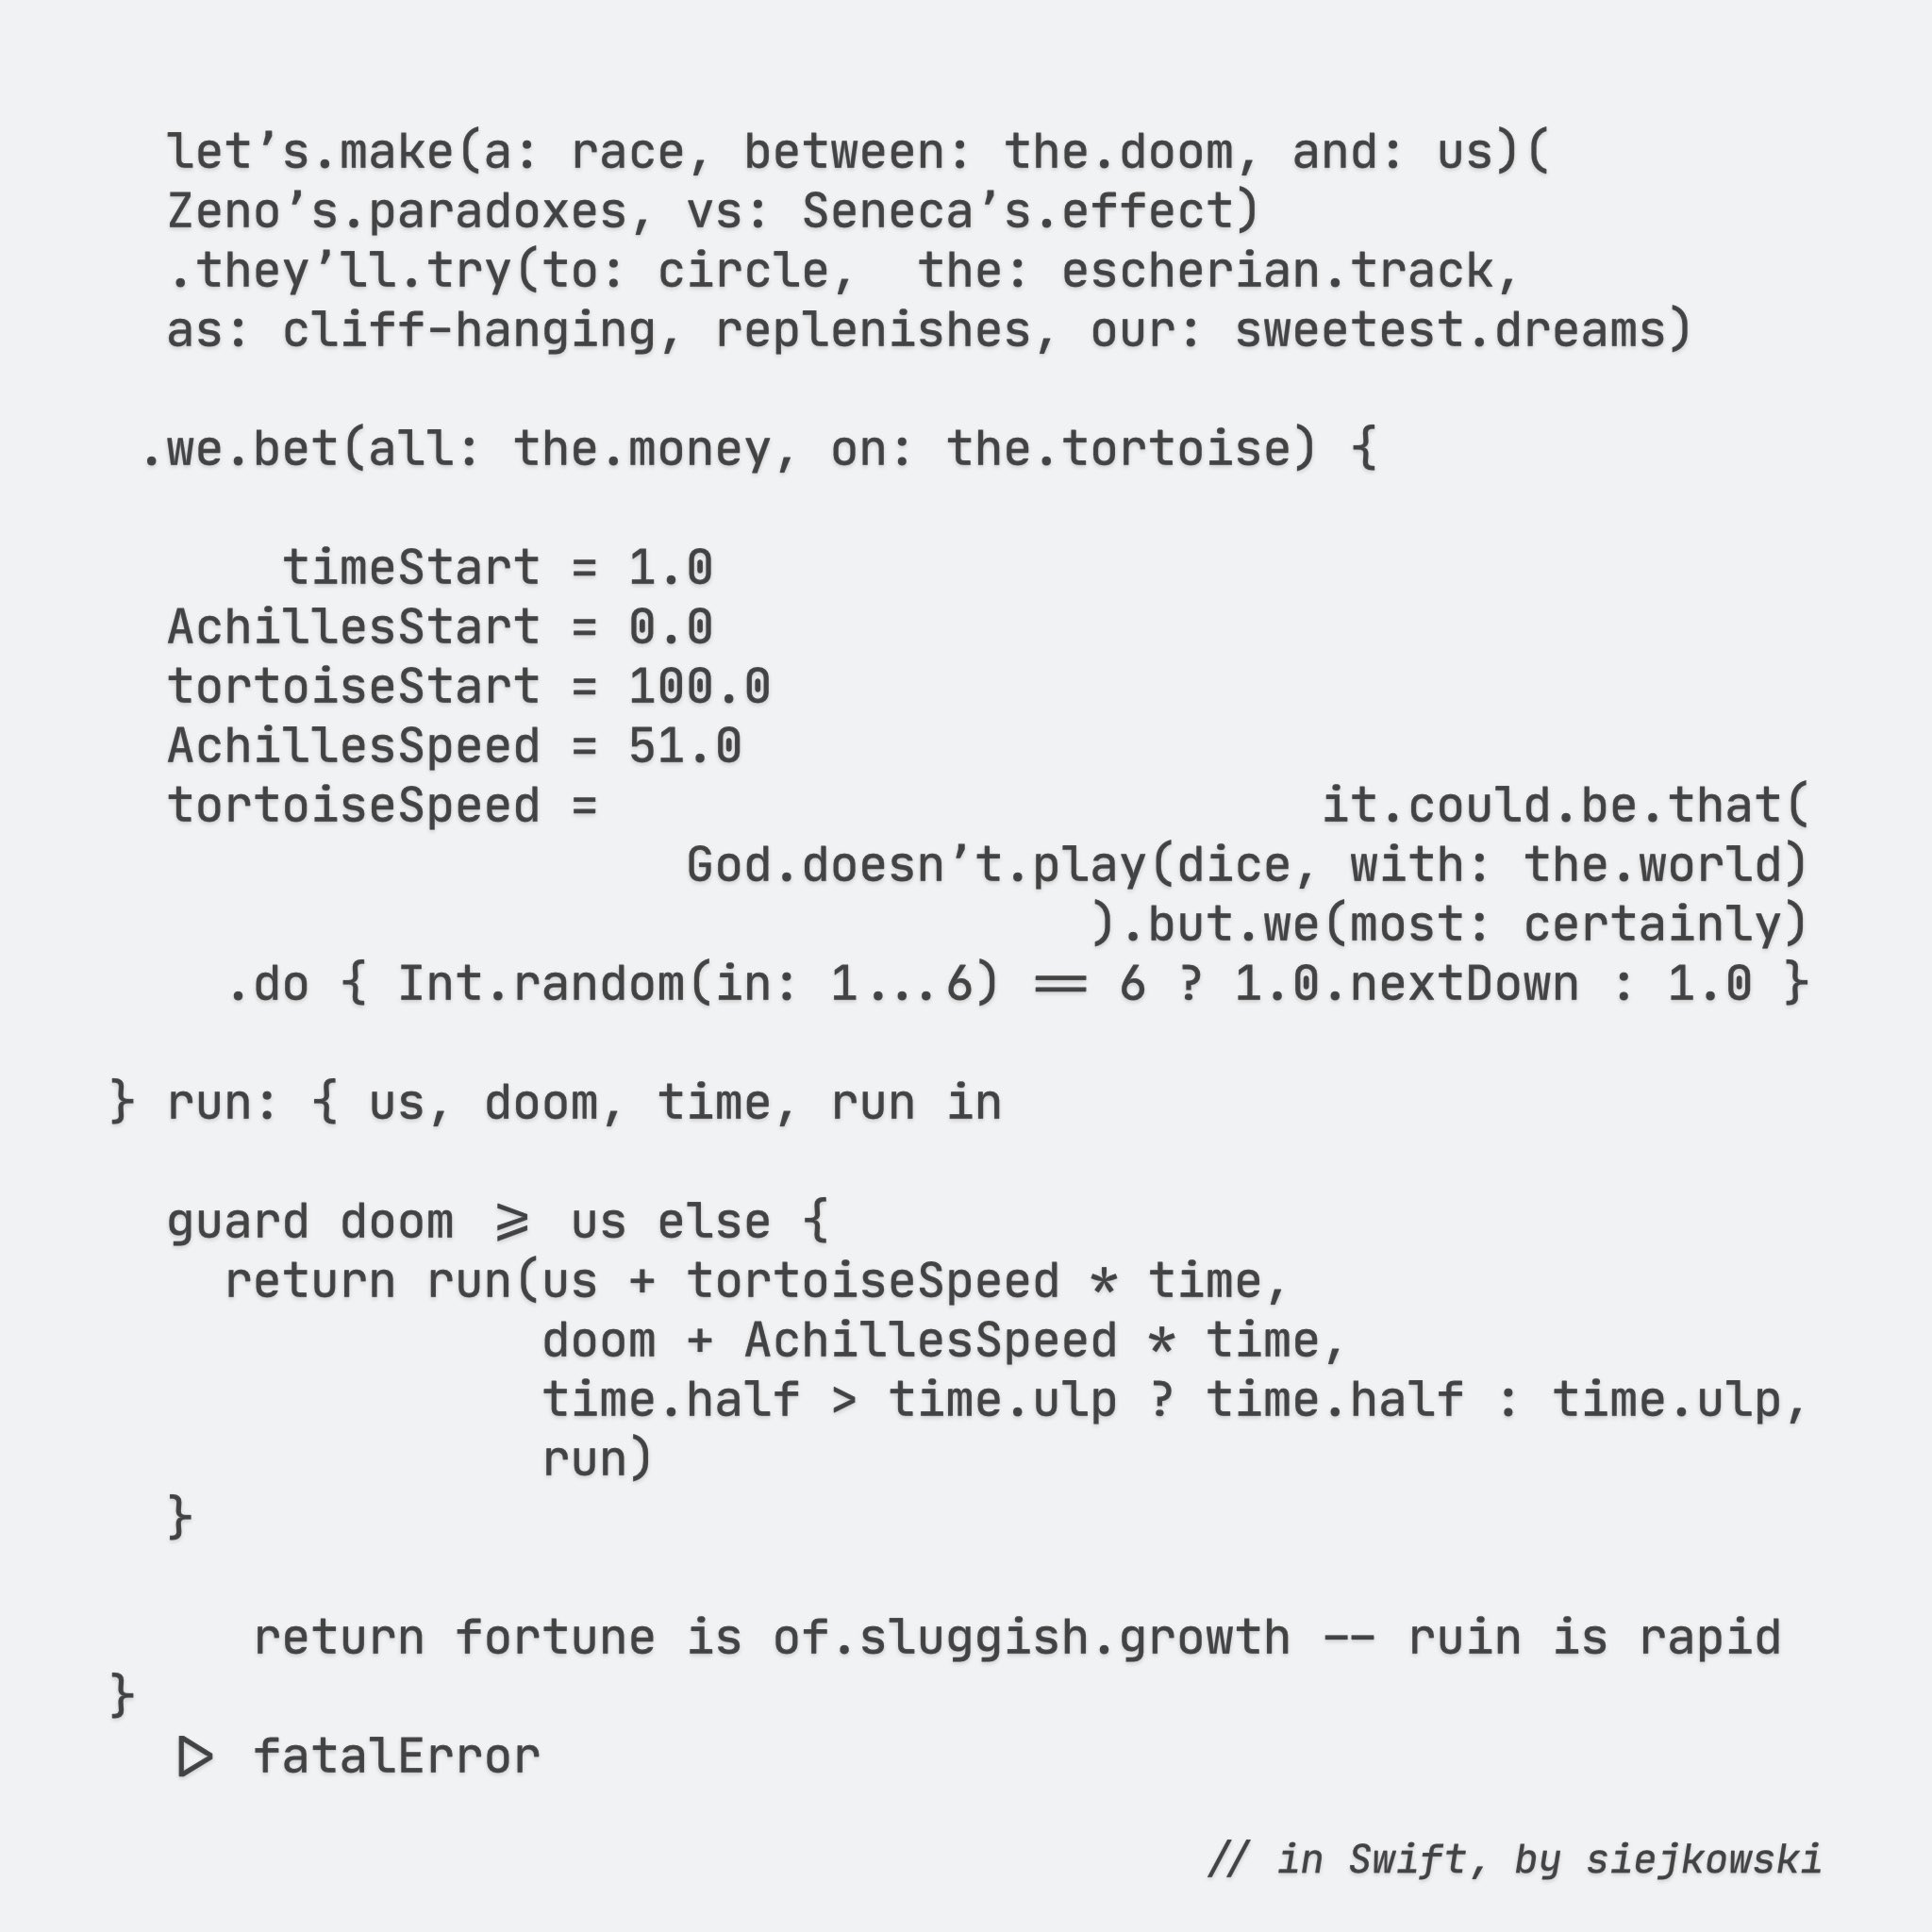 let’s.make(a: race, between: the.doom, and: us)(
Zeno’s.paradoxes, vs: Seneca’s.effect)
.they’ll.try(to: circle,  the: escherian.track,
as: cliff-hanging, replenishes, our: sweetest.dreams)
.we.bet(all: the.money, on: the.tortoise) {
timeStart = 1.0
AchillesStart = 0.0
tortoiseStart = 100.0
AchillesSpeed = 51.0
tortoiseSpeed = it.could.be.that(
God.doesn’t.play(dice, with: the.world)
).but.we(most: certainly)
.do { Int.random(in: 1...6) == 6 ? 1.0.nextDown : 1.0 }
} run: { us, doom, time, run in
guard doom >= us else {
return run(us + tortoiseSpeed * time,
doom + AchillesSpeed * time,
time.half > time.ulp ? time.half : time.ulp,
run)
}
return fortune is of.sluggish.growth -- ruin is rapid
}
|> fatalError
// in Swift, by siejkowski